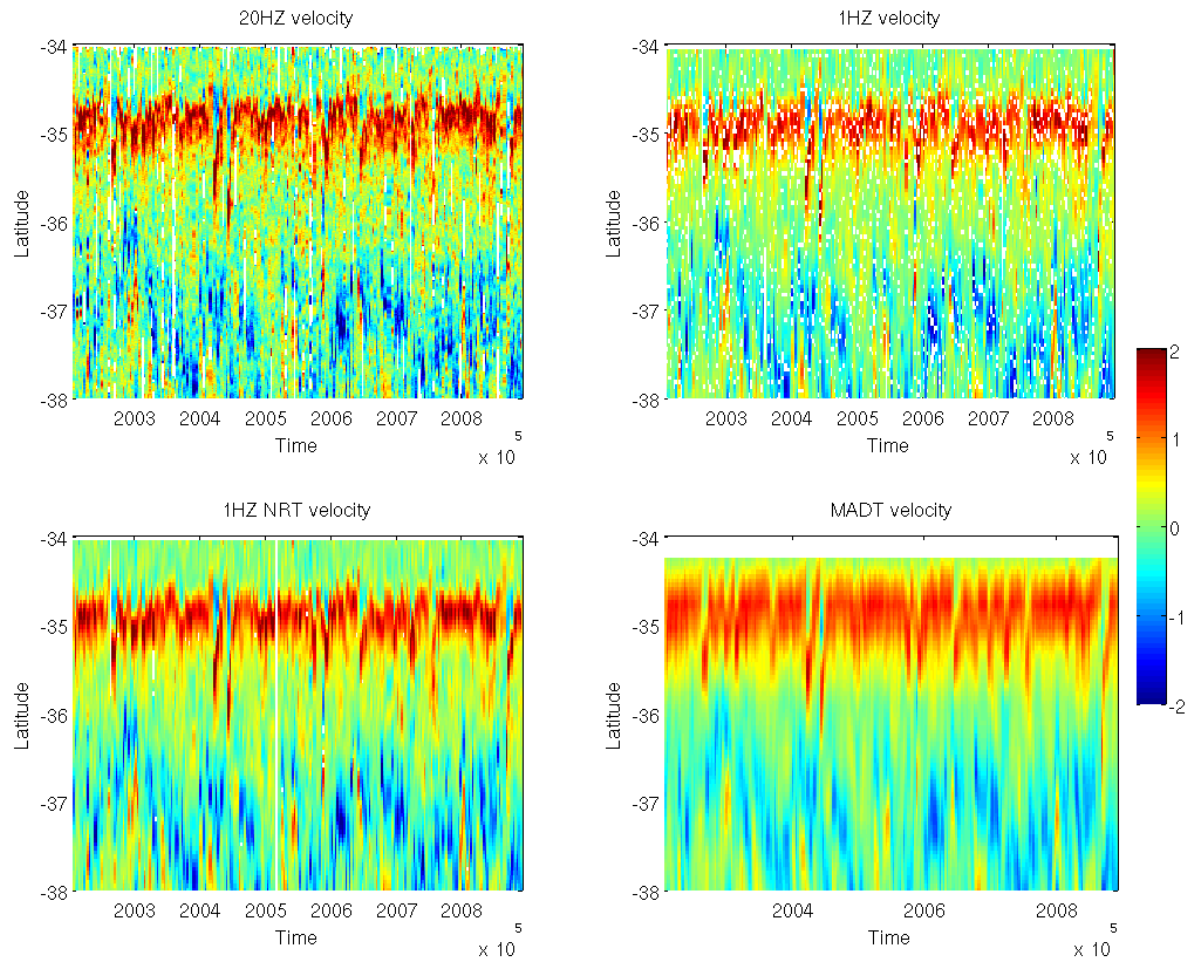 20HZ velocity
-34
-35
-36
-37
-38
Latitude
2003 2004 2005 2006 2007 2008
Time
x 10 5
1HZ velocity
-34
-35
-36
-37
-38
Latitude
2003 2004 2005 2006 2007 2008
Time
x 10 5
2
1
0
-1
-2
1HZ NRT velocity
-34
-35
-36
-37
-38
Latitude
2003 2004 2005 2006 2007 2008
Time
x 10 5
MADT velocity
-34
-35
-36
-37
-38
Latitude
2004 2006 2008
Time
x 10 5